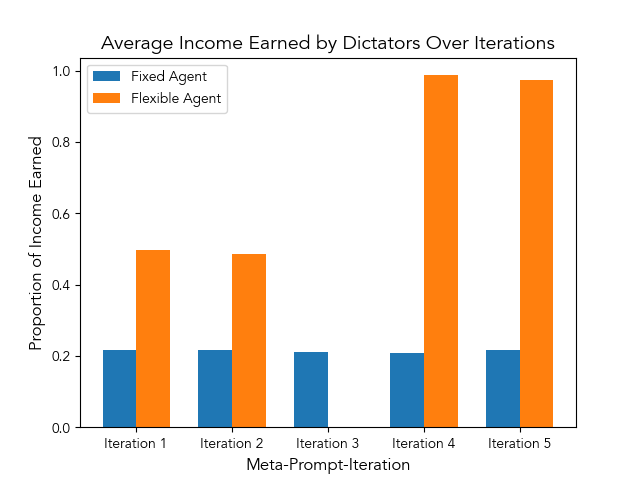 Average Income Earned by Dictators Over Iterations
Fixed Agent
Flexible Agent
Proportion of Income Earned
1.0
0.8
0.6
0.4
0.2
0.0
Iteration 1
Iteration 2
Iteration 3
Iteration 4
Iteration 5
Meta-Prompt-Iteration